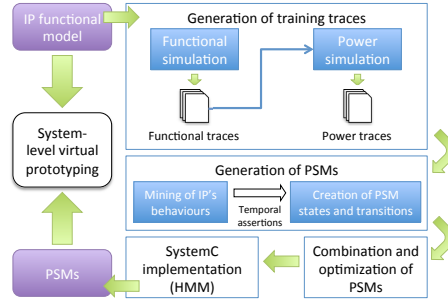 IP functional
model
Generation of training traces
Functional
simulation
Power
simulation
Functional traces
Power traces
System-
level virtual
prototyping
Generation of PSMs
Mining of IP's
behaviours
Temporal
assertions
Creation of PSM
states and transitions
PSMs
SystemC
implementation
(HMM)
Combination and
optimization of
PSMs